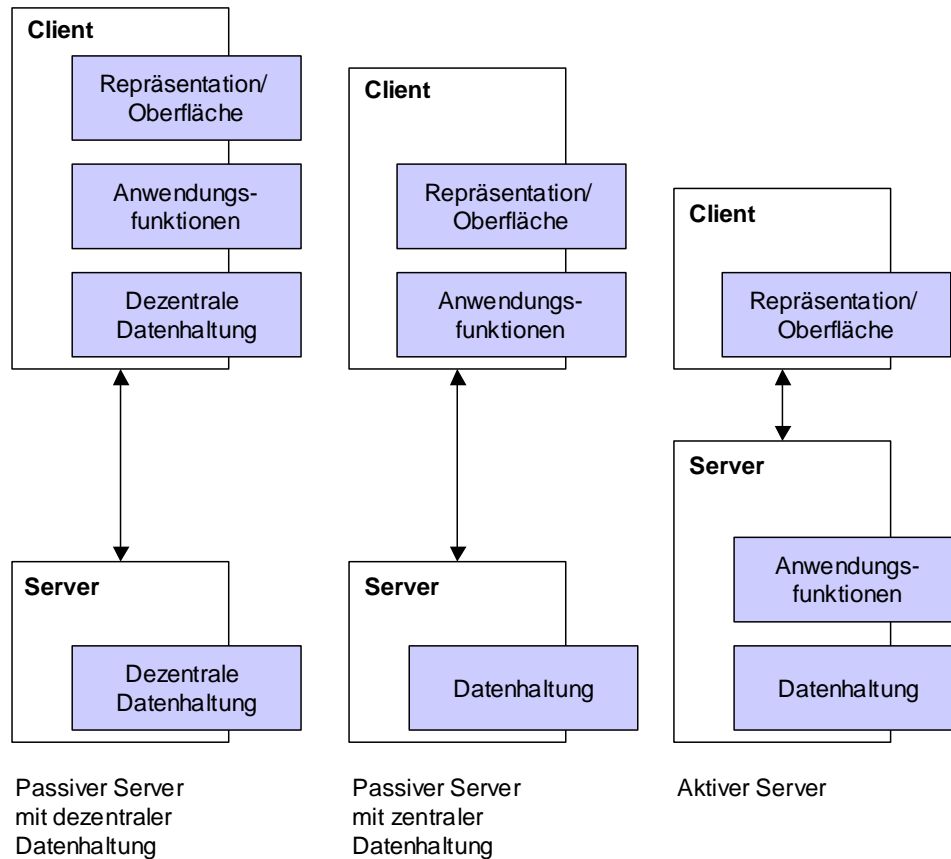 Client
Repräsentation/
Oberfläche
Anwendungs-
funktionen
Dezentrale
Datenhaltung
Server
Dezentrale
Datenhaltung
Passiver Server
mit dezentraler
Datenhaltung
Client
Repräsentation/
Oberfläche
Anwendungs-
funktionen
Server
Datenhaltung
Passiver Server
mit zentraler
Datenhaltung
Client
Repräsentation/
Oberfläche
Server
Anwendungs-
funktionen
Datenhaltung
Aktiver Server